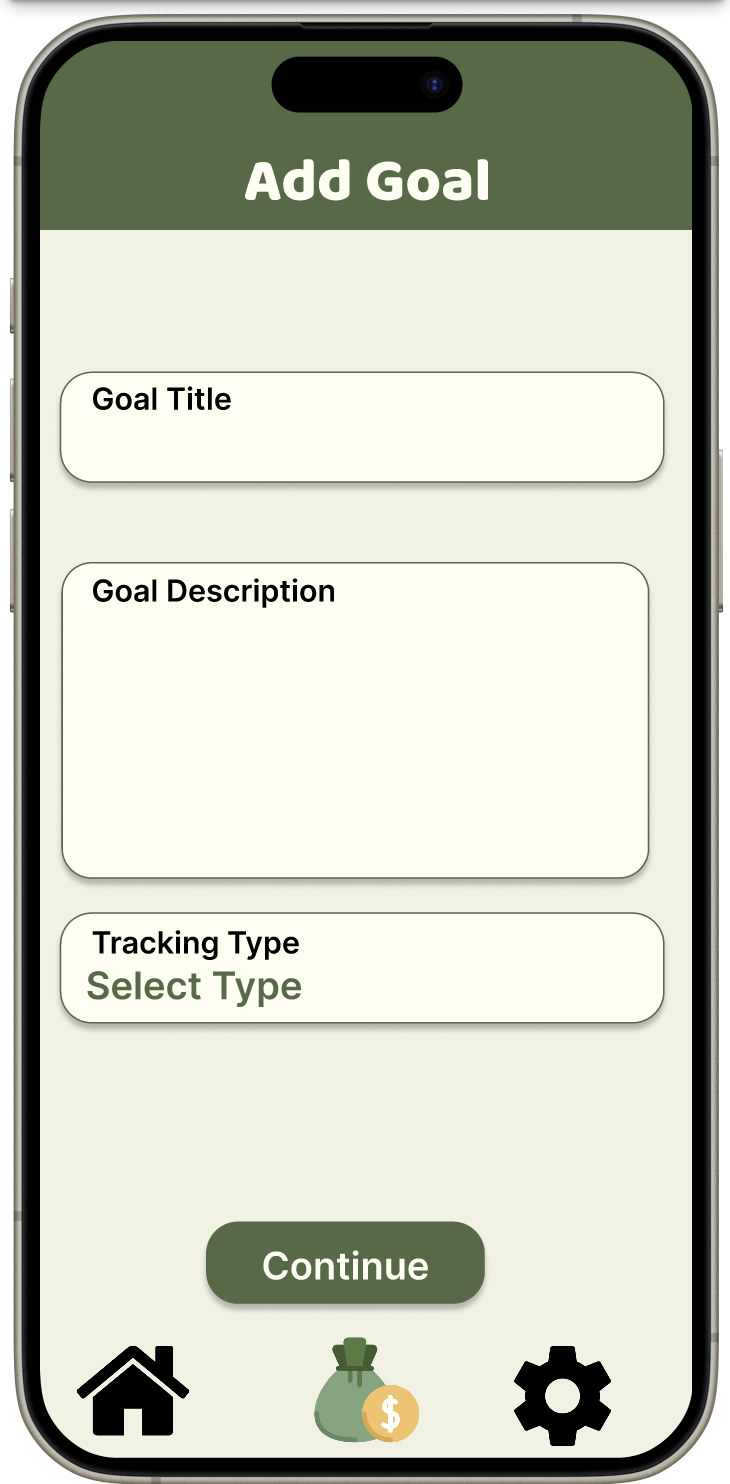 Add Goal
Goal Title
Goal Description
Tracking Type
Select Type
Continue
$